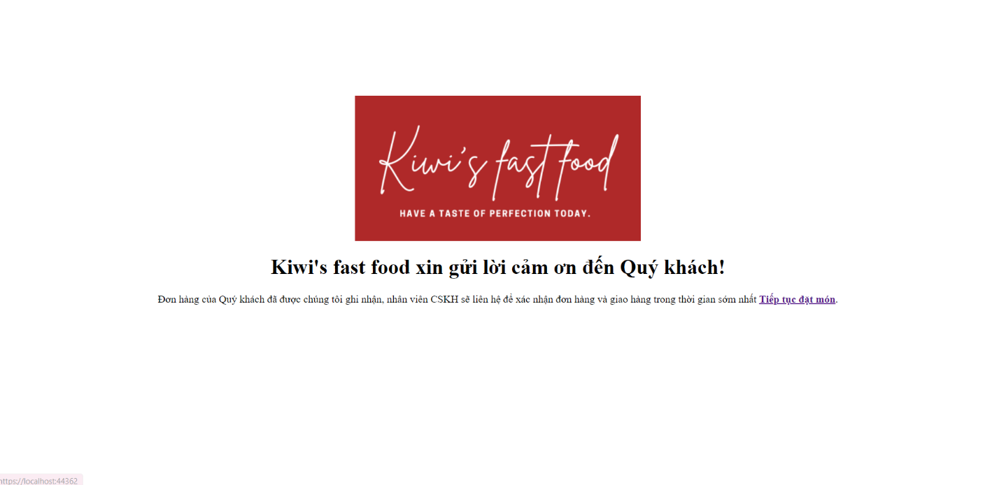 Kiwi's fast food
HAVE A TASTE OF PERFECTION TODAY.
Kiwi's fast food xin gửi lời cảm ơn đến Quý khách!
Đơn hàng của Quý khách đã được chúng tôi ghi nhận, nhân viên CSKH sẽ liên hệ để xác nhận đơn hàng và giao hàng trong thời gian sớm nhất Tiếp tục đặt món.
https://localhost:44362